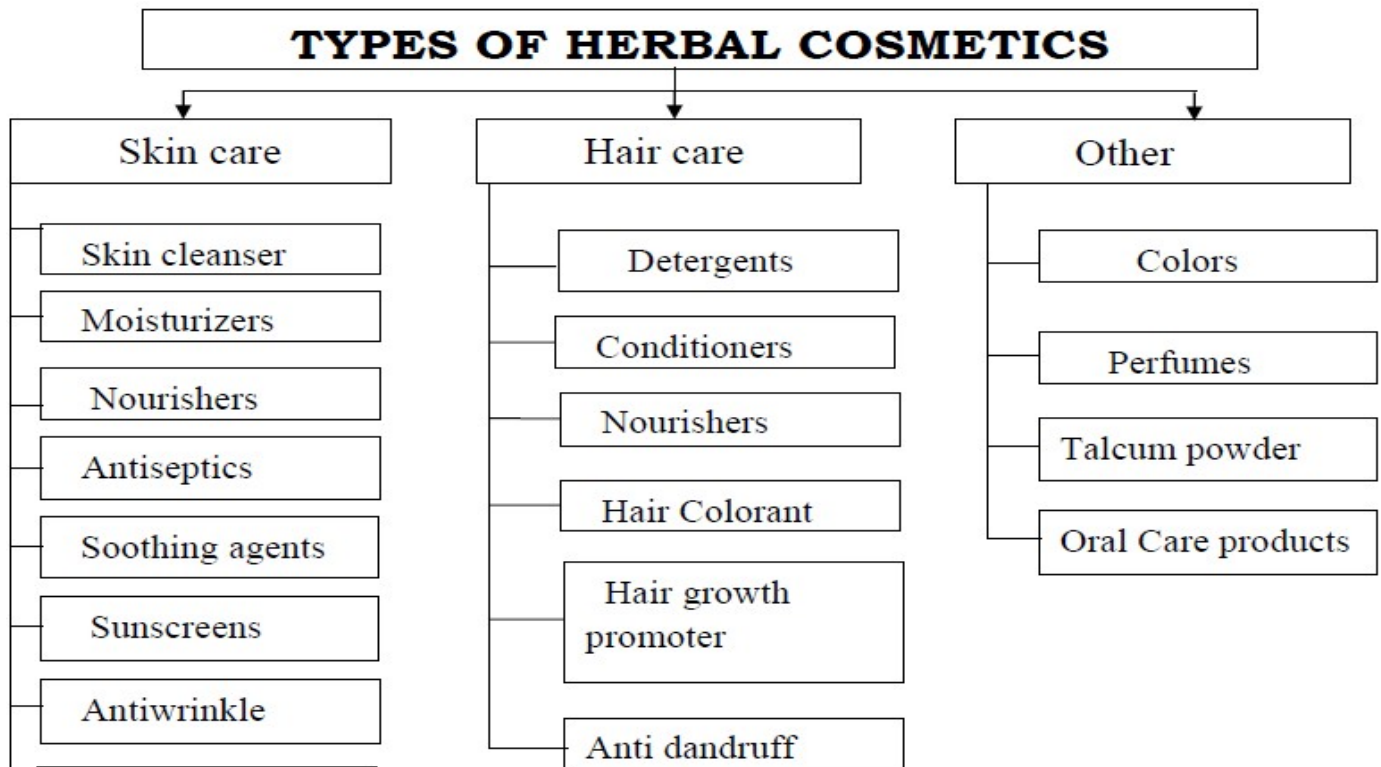 TYPES OF HERBAL COSMETICS
Skin care
Skin cleanser
Moisturizers
Nourishers
Antiseptics
Soothing agents
Sunscreens
Antiwrinkle
Hair care
Detergents
Conditioners
Nourishers
Hair Colorant
Hair growth
promoter
Anti dandruff
Other
Colors
Perfumes
Talcum powder
Oral Care products